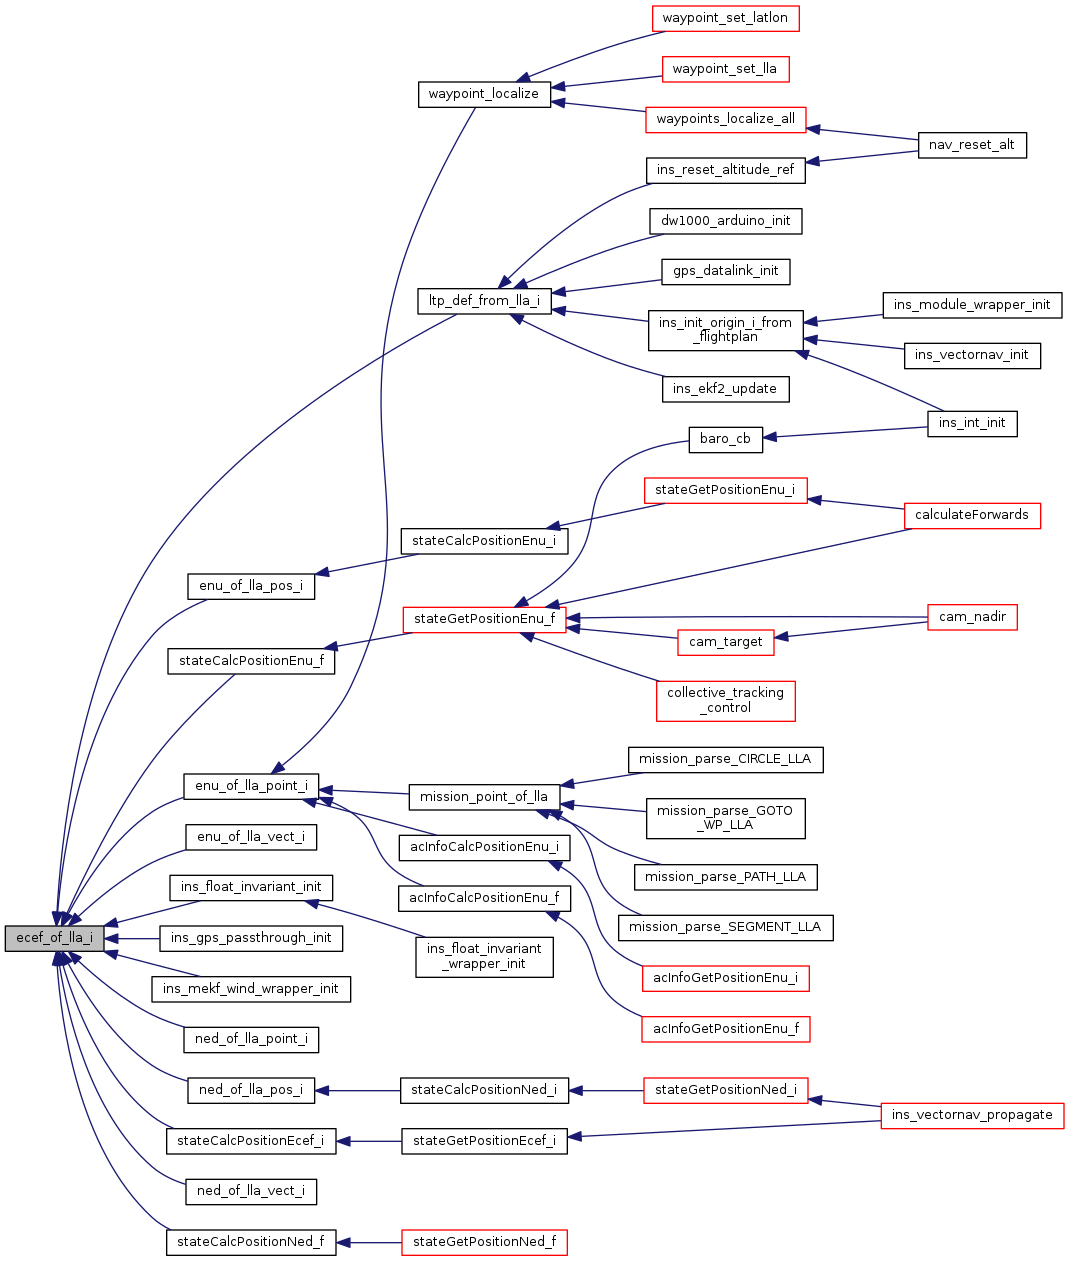 waypoint_set_latlon
waypoint_set_lla
waypoint_localize
waypoints_localize_all
nav_reset_alt
ins_reset_altitude_ref
dw1000_arduino_init
gps_datalink_init
ltp_def_from_lla_i
ins_module_wrapper_init
ins_init_origin_i_from
_flightplan
ins_vectornav_init
ins_ekf2_update
ins_int_init
baro_cb
stateGetPositionEnu_i
calculateForwards
stateCalcPositionEnu_i
enu_of_lla_pos_i
stateGetPositionEnu_f
cam_nadir
cam_target
stateCalcPositionEnu_f
collective_tracking
_control
mission_parse_CIRCLE_LLA
enu_of_lla_point_i
mission_point_of_lla
mission_parse_GOTO
_WP_LLA
enu_of_lla_vect_i
acInfoCalcPositionEnu_i
mission_parse_PATH_LLA
ins_float_invariant_init
acInfoCalcPositionEnu_f
mission_parse_SEGMENT_LLA
ecef_of_lla_i
ins_gps_passthrough_init
ins_float_invariant
_wrapper_init
acInfoGetPositionEnu_i
ins_mekf_wind_wrapper_init
acInfoGetPositionEnu_f
ned_of_lla_point_i
ned_of_lla_pos_i
stateCalcPositionNed_i
stateGetPositionNed_i
ins_vectornav_propagate
stateCalcPositionEcef_i
stateGetPositionEcef_i
ned_of_lla_vect_i
stateCalcPositionNed_f
stateGetPositionNed_f